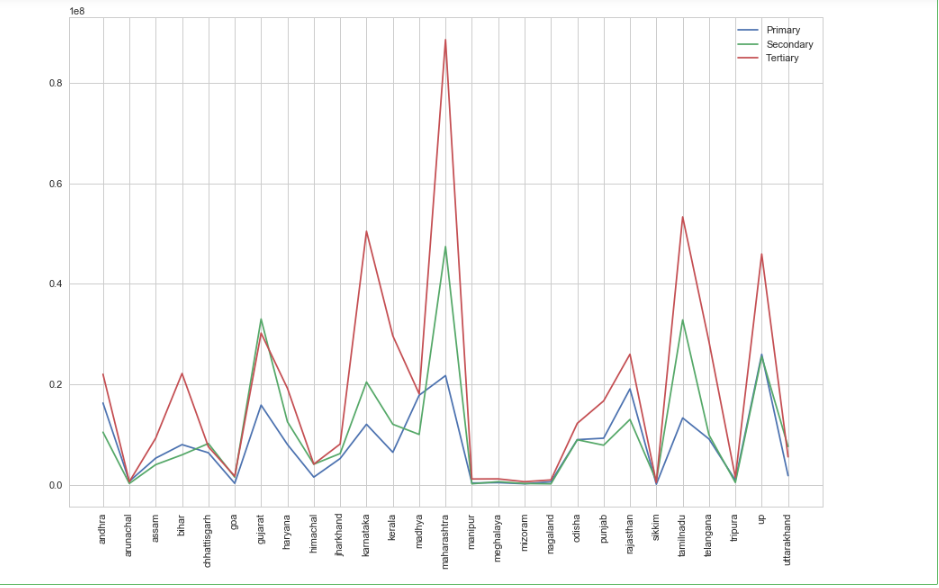 1e8
Primary
Secondary
Tertiary
0.8
0.6
0.4
0.2
0.0
andhra
arunachal
assam
bihar
chhattisgarh
goa
gujarat
haryana
himachal
jharkhand
karnataka
kerala
madhya
maharashtra
manipur
meghalaya
mizoram
nagaland
odisha
punjab
rajasthan
sikkim
tamilnadu
telangana
tripura
up
uttarakhand